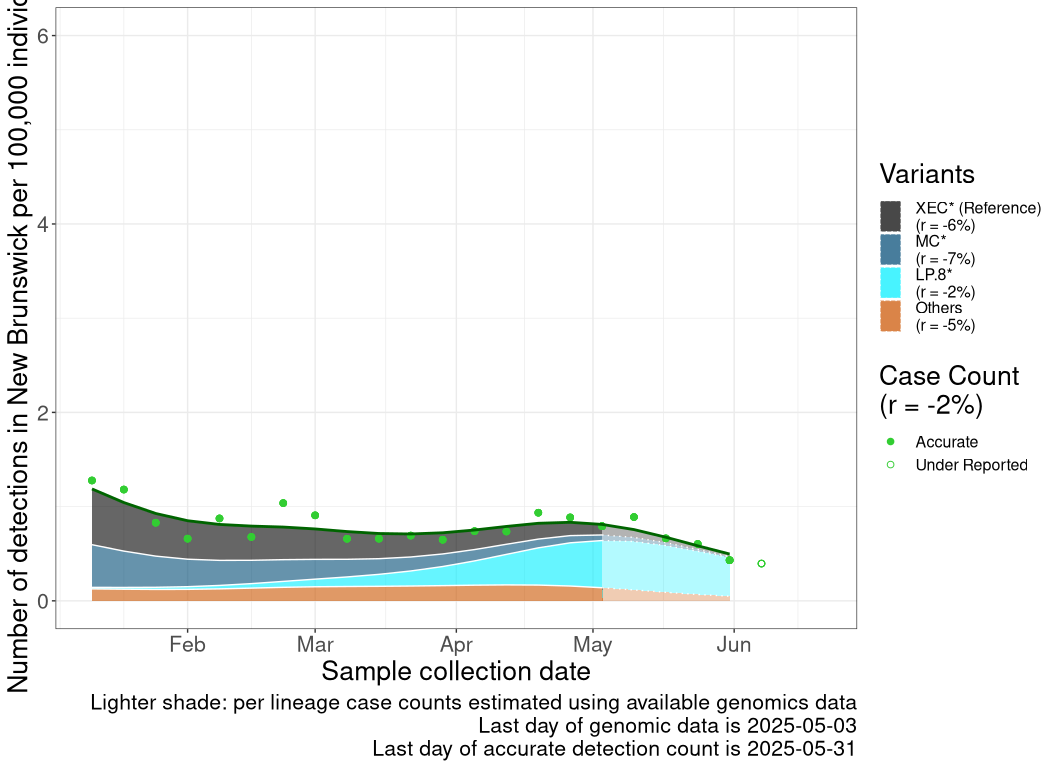 Number of detections in New Brunswick per 100,000
6
4
2
0
Feb
Mar
Apr
May
Jun
Sample collection date
Lighter shade: per lineage case counts estimated using available genomics data
Last day of genomic data is 2025-05-03
Last day of accurate detection count is 2025-05-31
Variants
XEC* (Reference)
(r = -6%)
MC*
(r = -7%)
LP.8*
(r = -2%)
Others
(r = -5%)
Case Count
(r = -2%)
Accurate
Under Reported